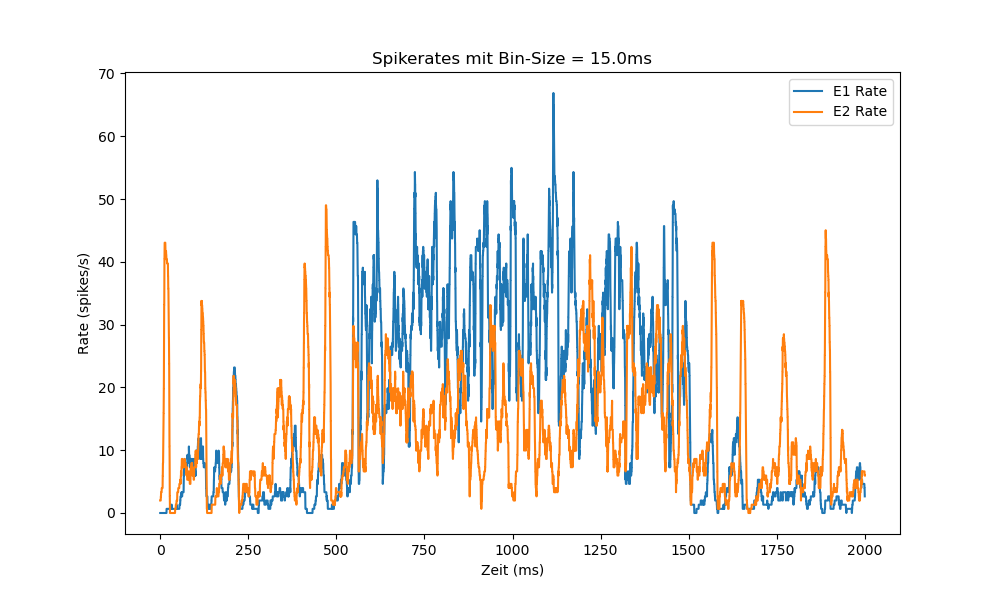 Spikerates mit Bin-Size = 15.0ms
E1 Rate
E2 Rate
70
60
50
40
30
20
10
0
Rate (spikes/s)
0 250 500 750 1000 1250 1500 1750 2000
Zeit (ms)